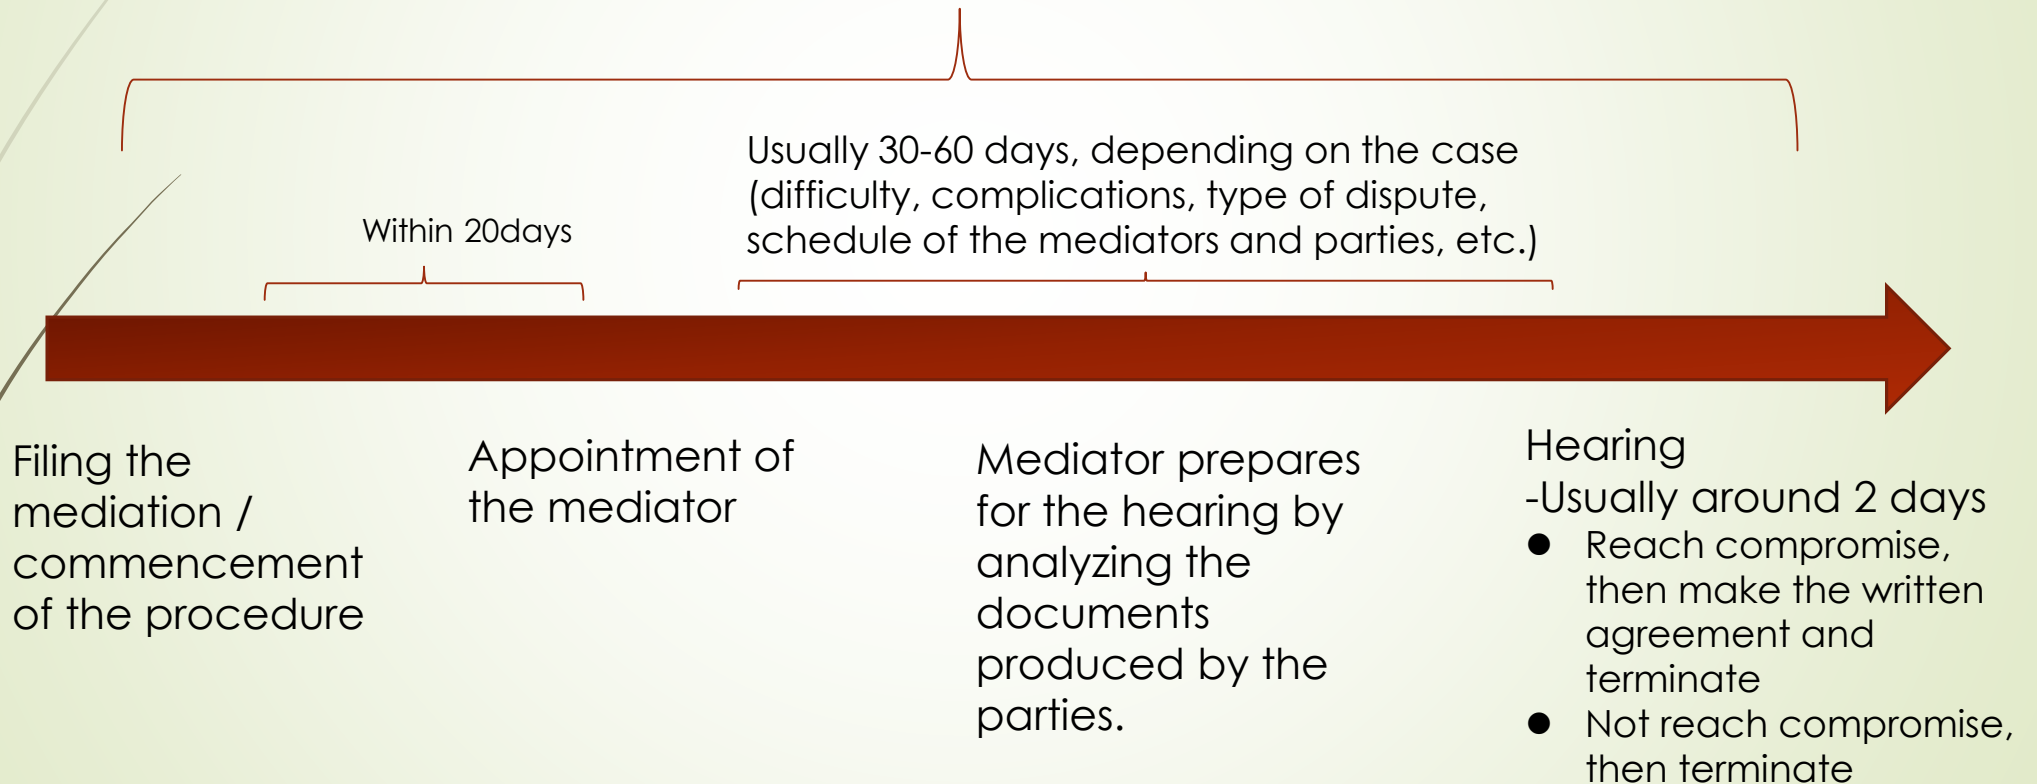 Usually 30-60 days, depending on the case
(difficulty, complications, type of dispute,
schedule of the mediators and parties, etc.)
Within 20days
Filing the
mediation /
commencement
of the procedure
Appointment of
the mediator
Mediator prepares
for the hearing by
analyzing the
documents
produced by the
parties.
Hearing
-Usually around 2 days
● Reach compromise,
then make the written
agreement and
terminate
● Not reach compromise,
then terminate